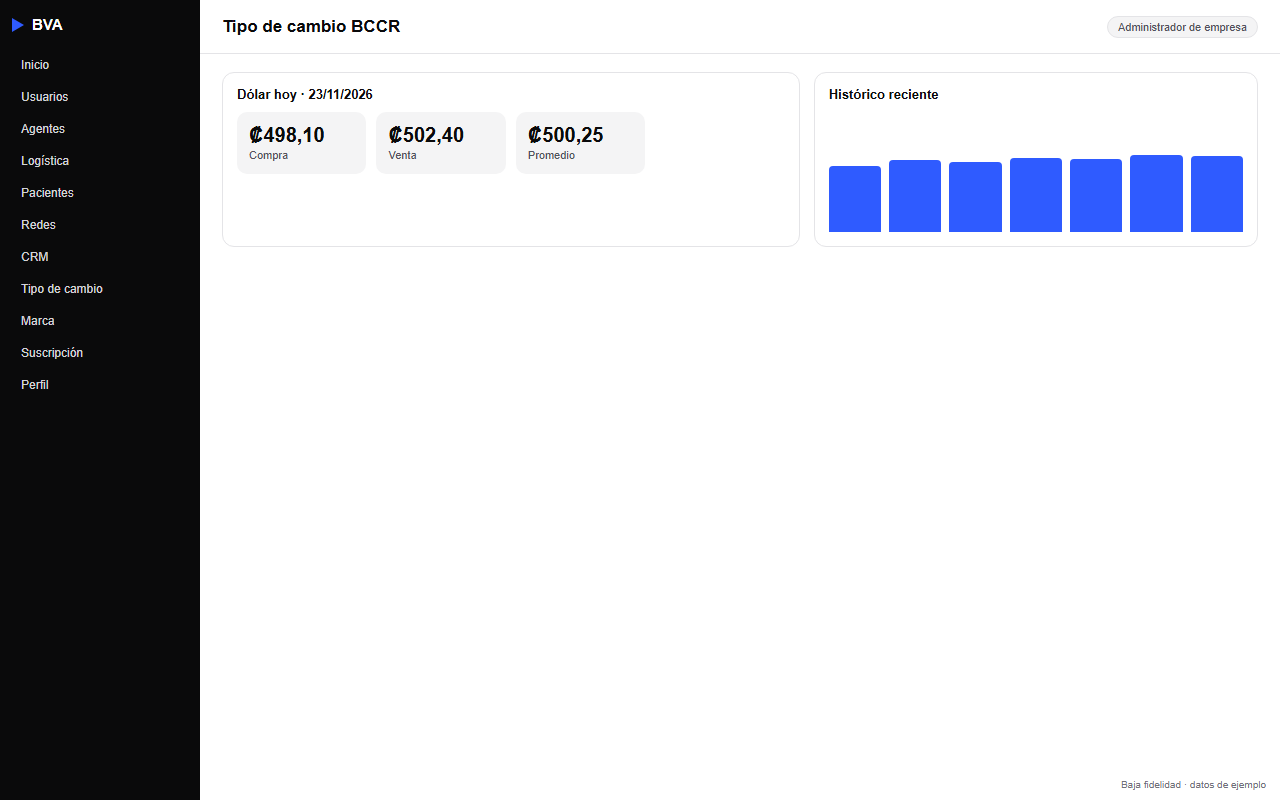 BVA
Inicio
Usuarios
Agentes
Logística
Pacientes
Redes
CRM
Tipo de cambio
Marca
Suscripción
Perfil
Tipo de cambio BCCR
Administrador de empresa
Dólar hoy · 23/11/2026
₡498,10
Compra
₡502,40
Venta
₡500,25
Promedio
Histórico reciente
Baja fidelidad · datos de ejemplo